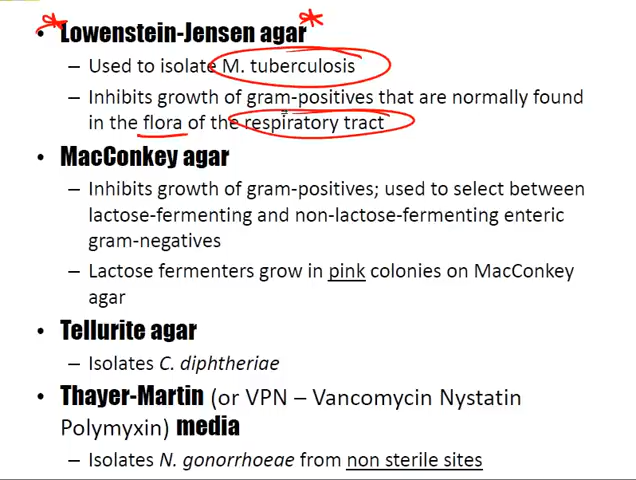 • Lowenstein-Jensen agar
– Used to isolate M. tuberculosis
– Inhibits growth of gram-positives that are normally found
in the flora of the respiratory tract
• MacConkey agar
– Inhibits growth of gram-positives; used to select between
lactose-fermenting and non-lactose-fermenting enteric
gram-negatives
– Lactose fermenters grow in pink colonies on MacConkey
agar
• Tellurite agar
– Isolates C. diphtheriae
• Thayer-Martin (or VPN – Vancomycin Nystatin
Polymyxin) media
– Isolates N. gonorrhoeae from non sterile sites